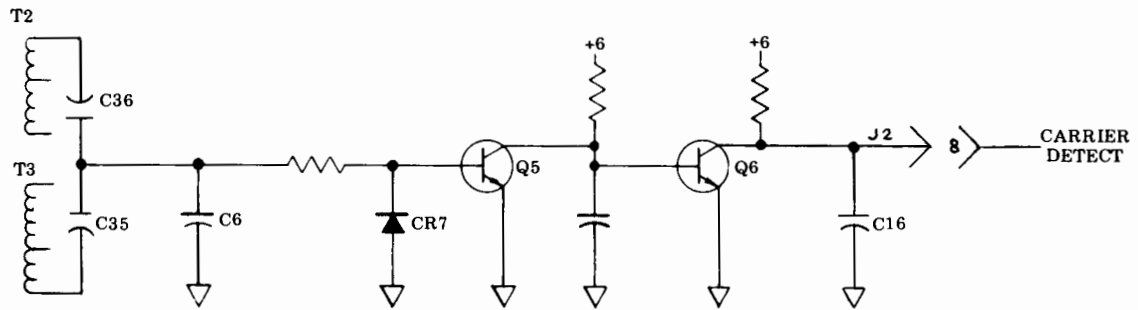 T2
+6
+6
C36
J2
8
CARRIER
DETECT
T3
Q5
Q6
C35
C6
CR7
C16